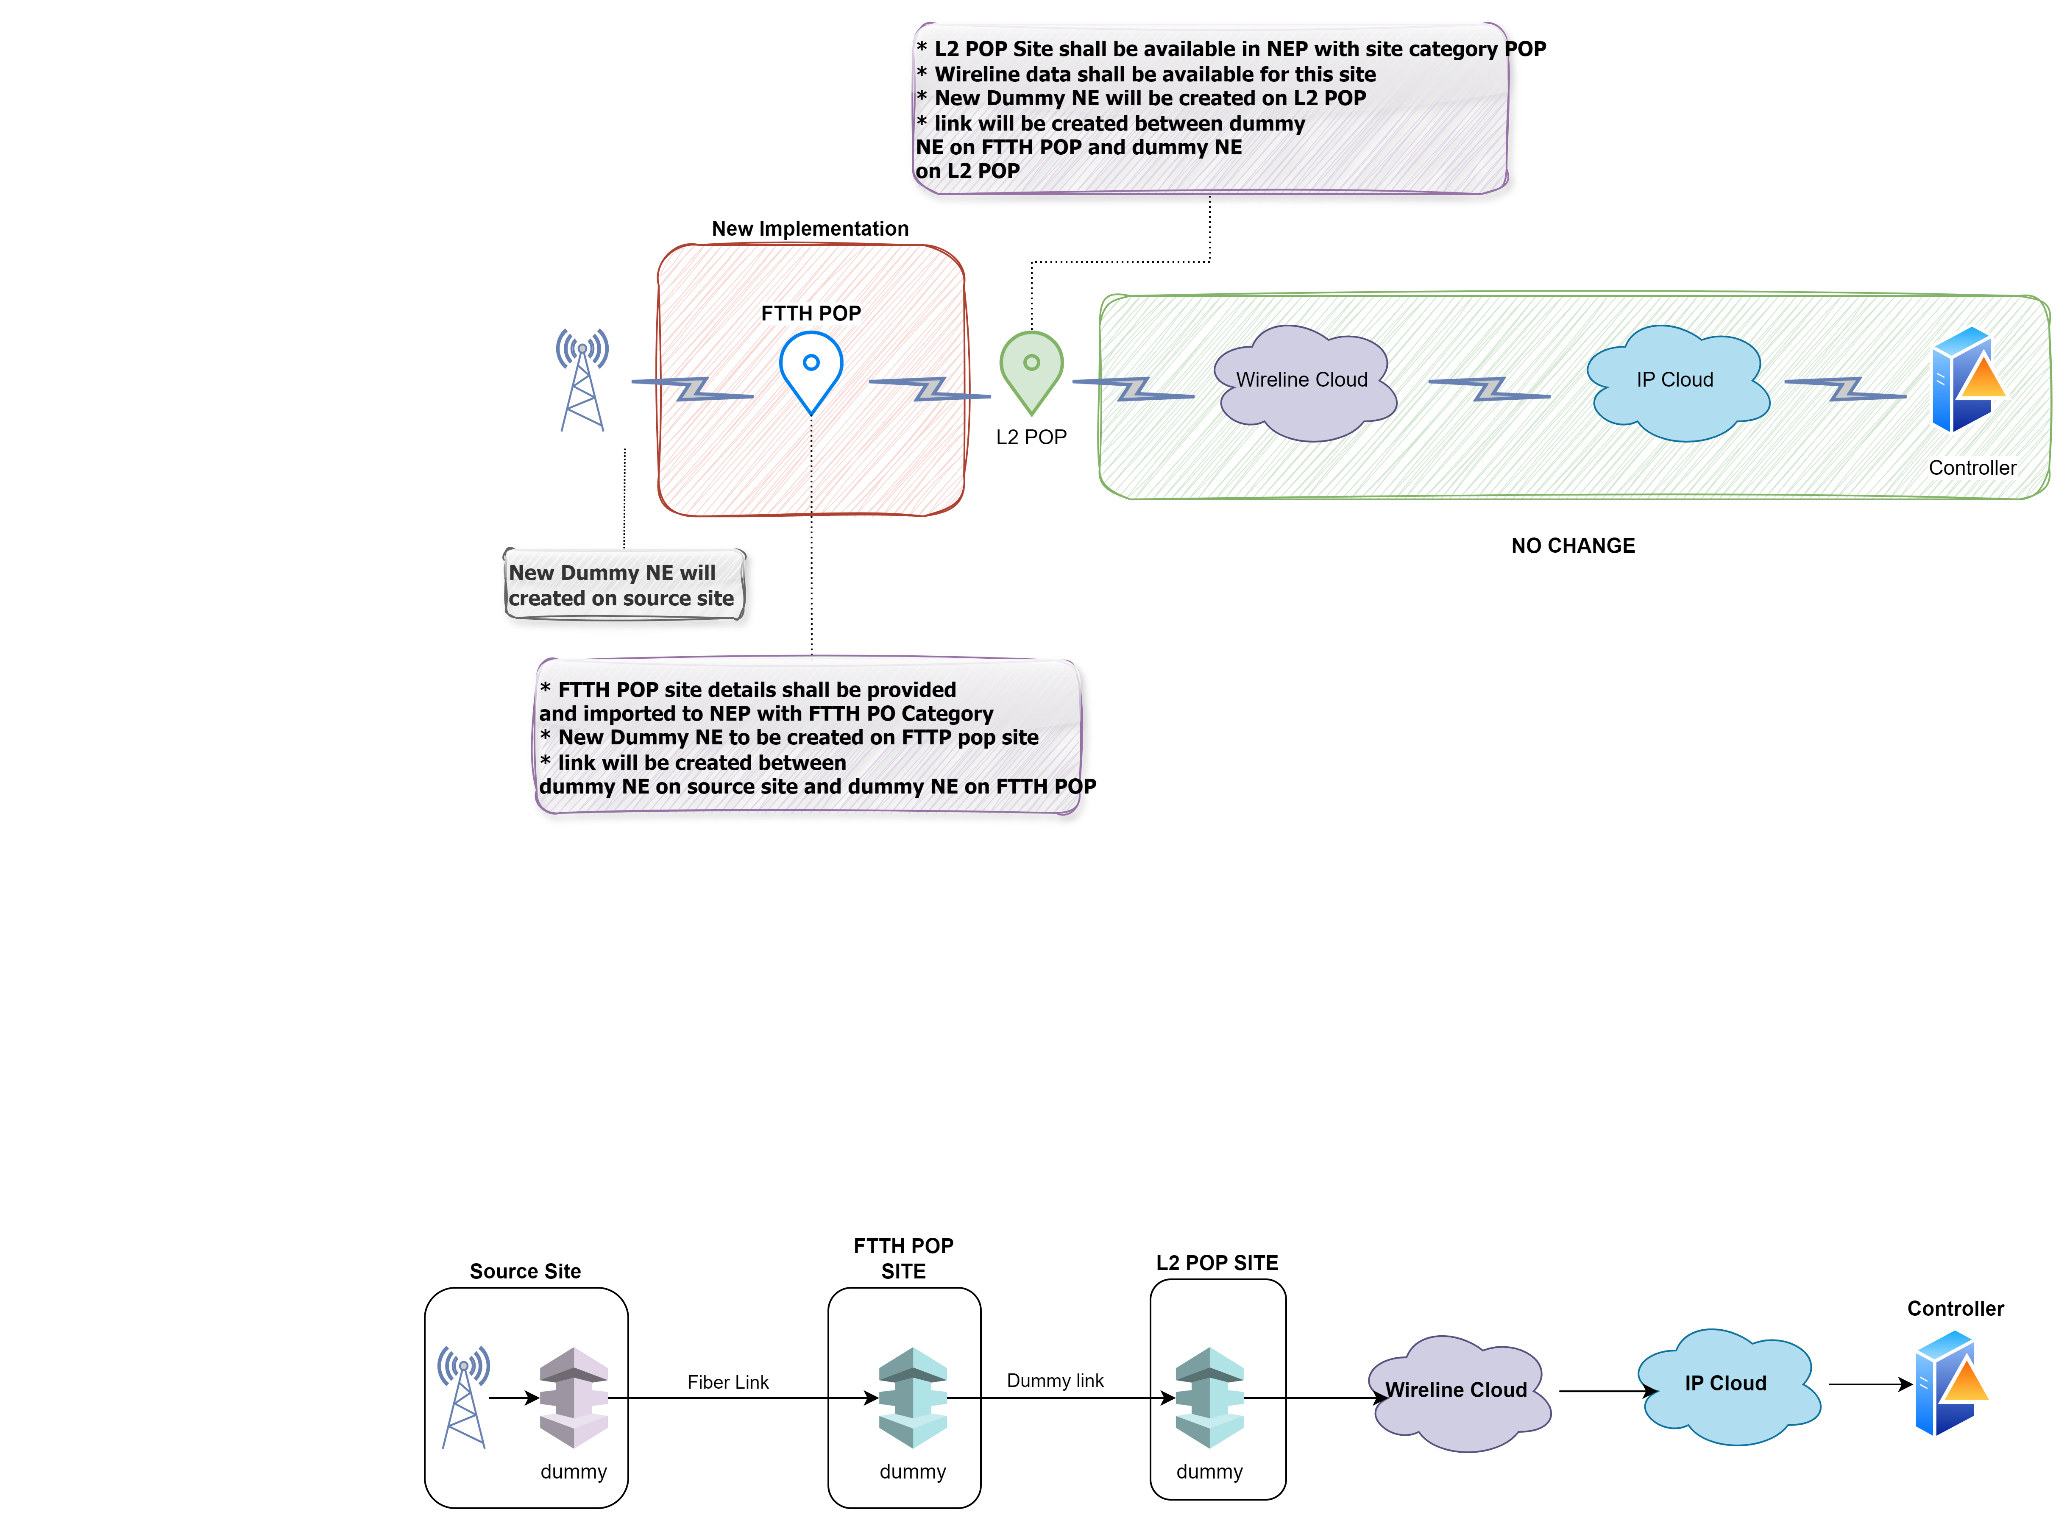 * L2 POP Site shall be available in NEP with site category POP
* Wireline data shall be available for this site
* New Dummy NE will be created on L2 POP
* link will be created between dummy
NE on FTTH POP and dummy NE
on L2 POP
New Implementation
FTTH POP
L2 POP
Wireline Cloud
IP Cloud
Controller
NO CHANGE
New Dummy NE will
created on source site
* FTTH POP site details shall be provided
and imported to NEP with FTTH PO Category
* New Dummy NE to be created on FTTP pop site
* link will be created between
dummy NE on source site and dummy NE on FTTH POP
Source Site
FTTH POP
SITE
L2 POP SITE
Controller
Fiber Link
Dummy link
Wireline Cloud
IP Cloud
dummy
dummy
dummy